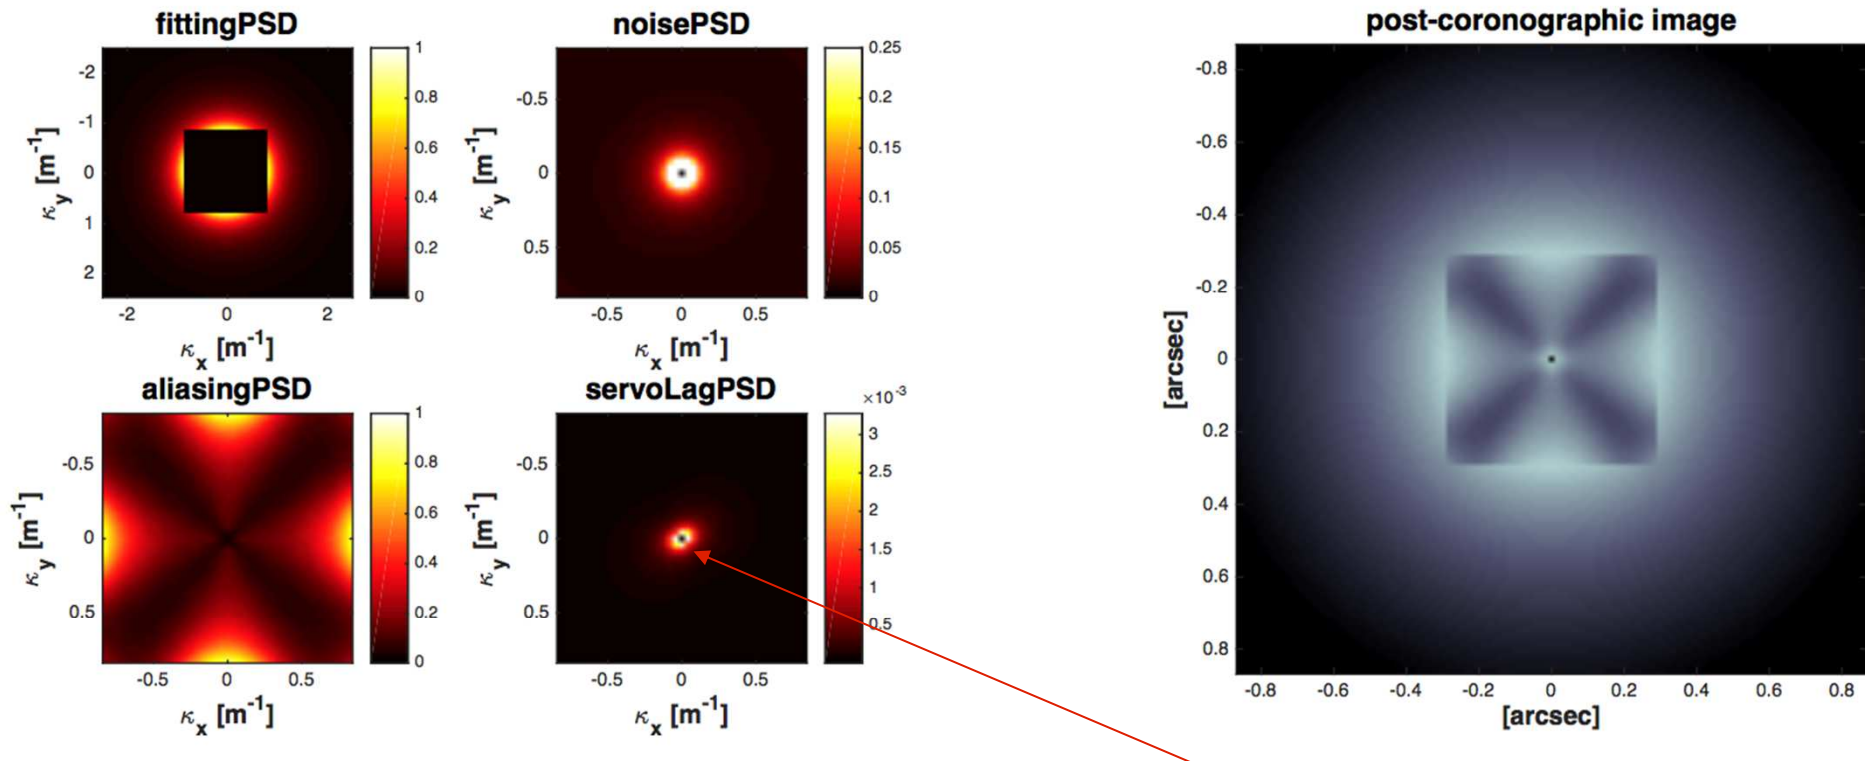 fittingPSD
-2
-1
0
1
2
-2 0 2
κy [m-1]
κx [m-1]
1
0.8
0.6
0.4
0.2
0
noisePSD
-0.5
0
0.5
-0.5 0 0.5
κy [m-1]
κx [m-1]
0.25
0.2
0.15
0.1
0.05
0
aliasingPSD
-0.5
0
0.5
-0.5 0 0.5
κy [m-1]
κx [m-1]
1
0.8
0.6
0.4
0.2
0
servoLagPSD
-0.5
0
0.5
-0.5 0 0.5
κy [m-1]
κx [m-1]
×10-3
3
2.5
2
1.5
1
0.5
post-coronographic image
-0.8
-0.6
-0.4
-0.2
0
0.2
0.4
0.6
0.8
-0.8 -0.6 -0.4 -0.2 0 0.2 0.4 0.6 0.8
[arcsec]
[arcsec]